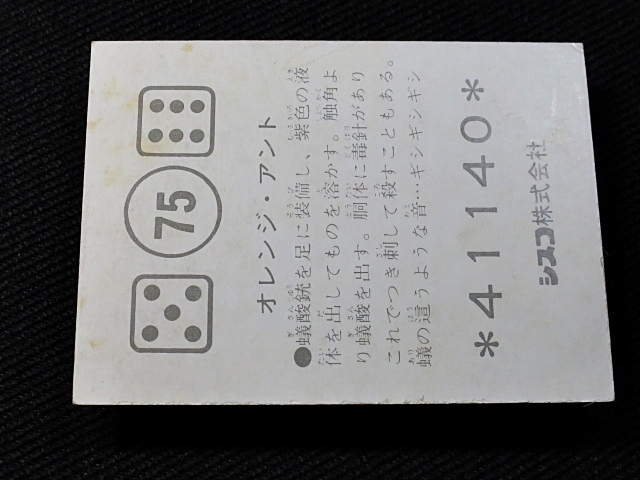 75
オレンジ・アント
●蟻酸銃を足に装備し、紫色の液
体を出してものを溶かす。触角よ
り蟻酸を出す。胴体に毒針があり
これでつき刺して殺すこともある。
蟻の這うような音…ギシギシギシ
*41140*
シスコ株式会社